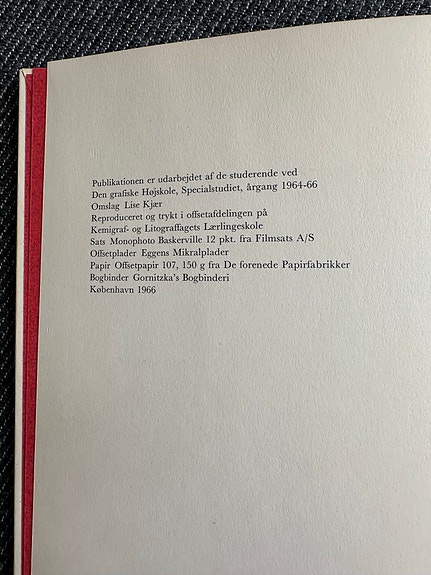 Publikationen er udarbejdet af de studerende ved
Den grafiske Højskole, Specialstudiet, årgang 1964-66
Omslag Lise Kjær
Reproduceret og trykt i offsetafdelingen på
Kemigraf- og Litograffagets Lærlingeskole
Sats Monophoto Baskerville 12 pkt. fra Filmsats A/S
Offsetplader Eggens Mikralplader
Papir Offsetpapir 107, 150 g fra De forenede Papirfabrikker
Bogbinder Gornitzka's Bogbinderi
København 1966